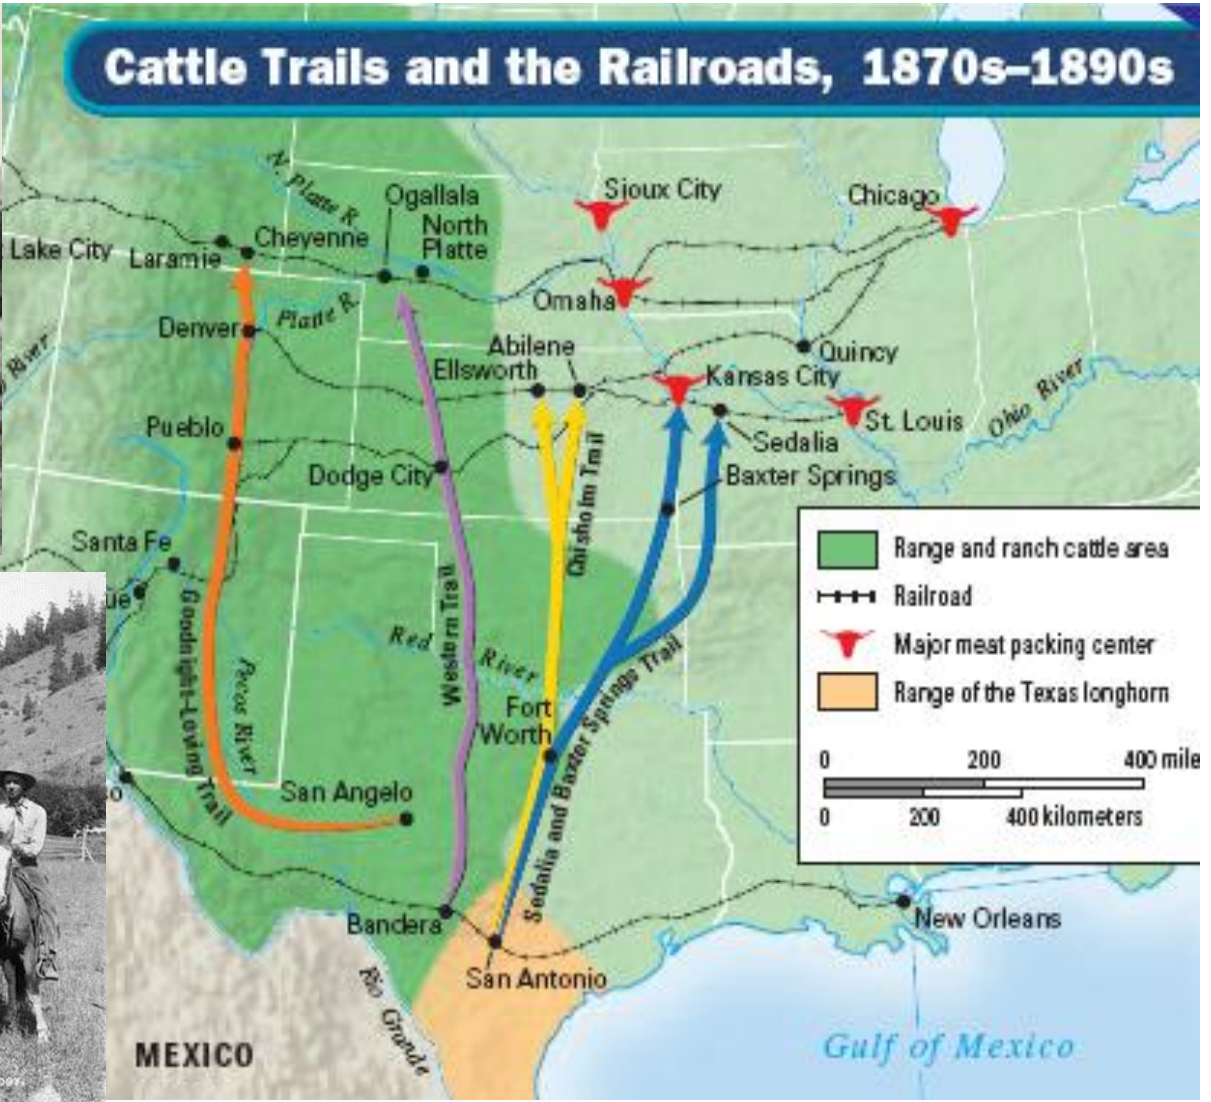 Cattle Trails and the Railroads, 1870s–1890s
N. Platte R.
Ogallala
North
Platte
Sioux City
Chicago
Lake City
Laramie
Cheyenne
Omaha
Denver
Platte R.
River
Abilene
Ellsworth
Quincy
Kansas City
St. Louis
Ohio River
Pueblo
Dodge City
Chisholm Trail
Sedalia
Baxter Springs
Santa Fe
Goodnight-Loving Trail
Pecos River
Western Trail
Red
River
Fort
Worth
Sedalia and Baxter Springs Trail
San Angelo
Bandera
San Antonio
New Orleans
Rio Grande
MEXICO
Gulf of Mexico
Range and ranch cattle area
Railroad
Major meat packing center
Range of the Texas longhorn
0 200 400 mile
0 200 400 kilometers